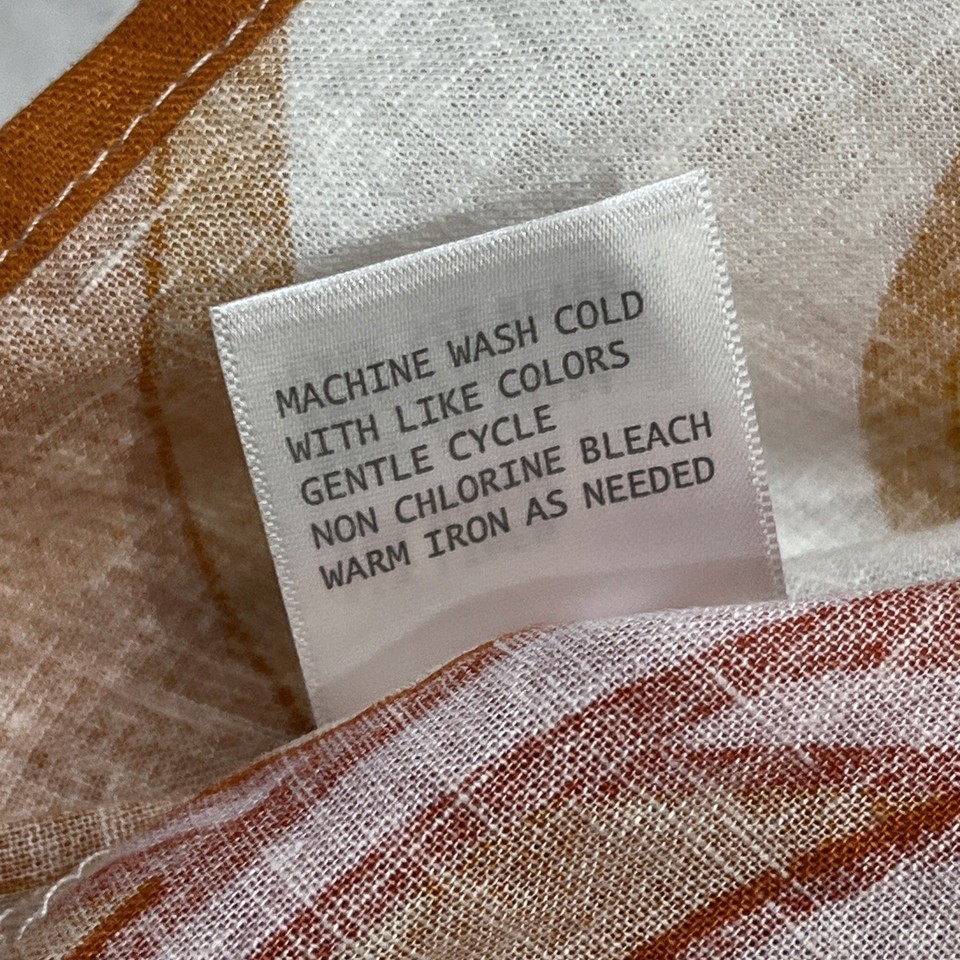 MACHINE WASH COLD
WITH LIKE COLORS
GENTLE CYCLE
NON CHLORINE BLEACH
WARM IRON AS NEEDED